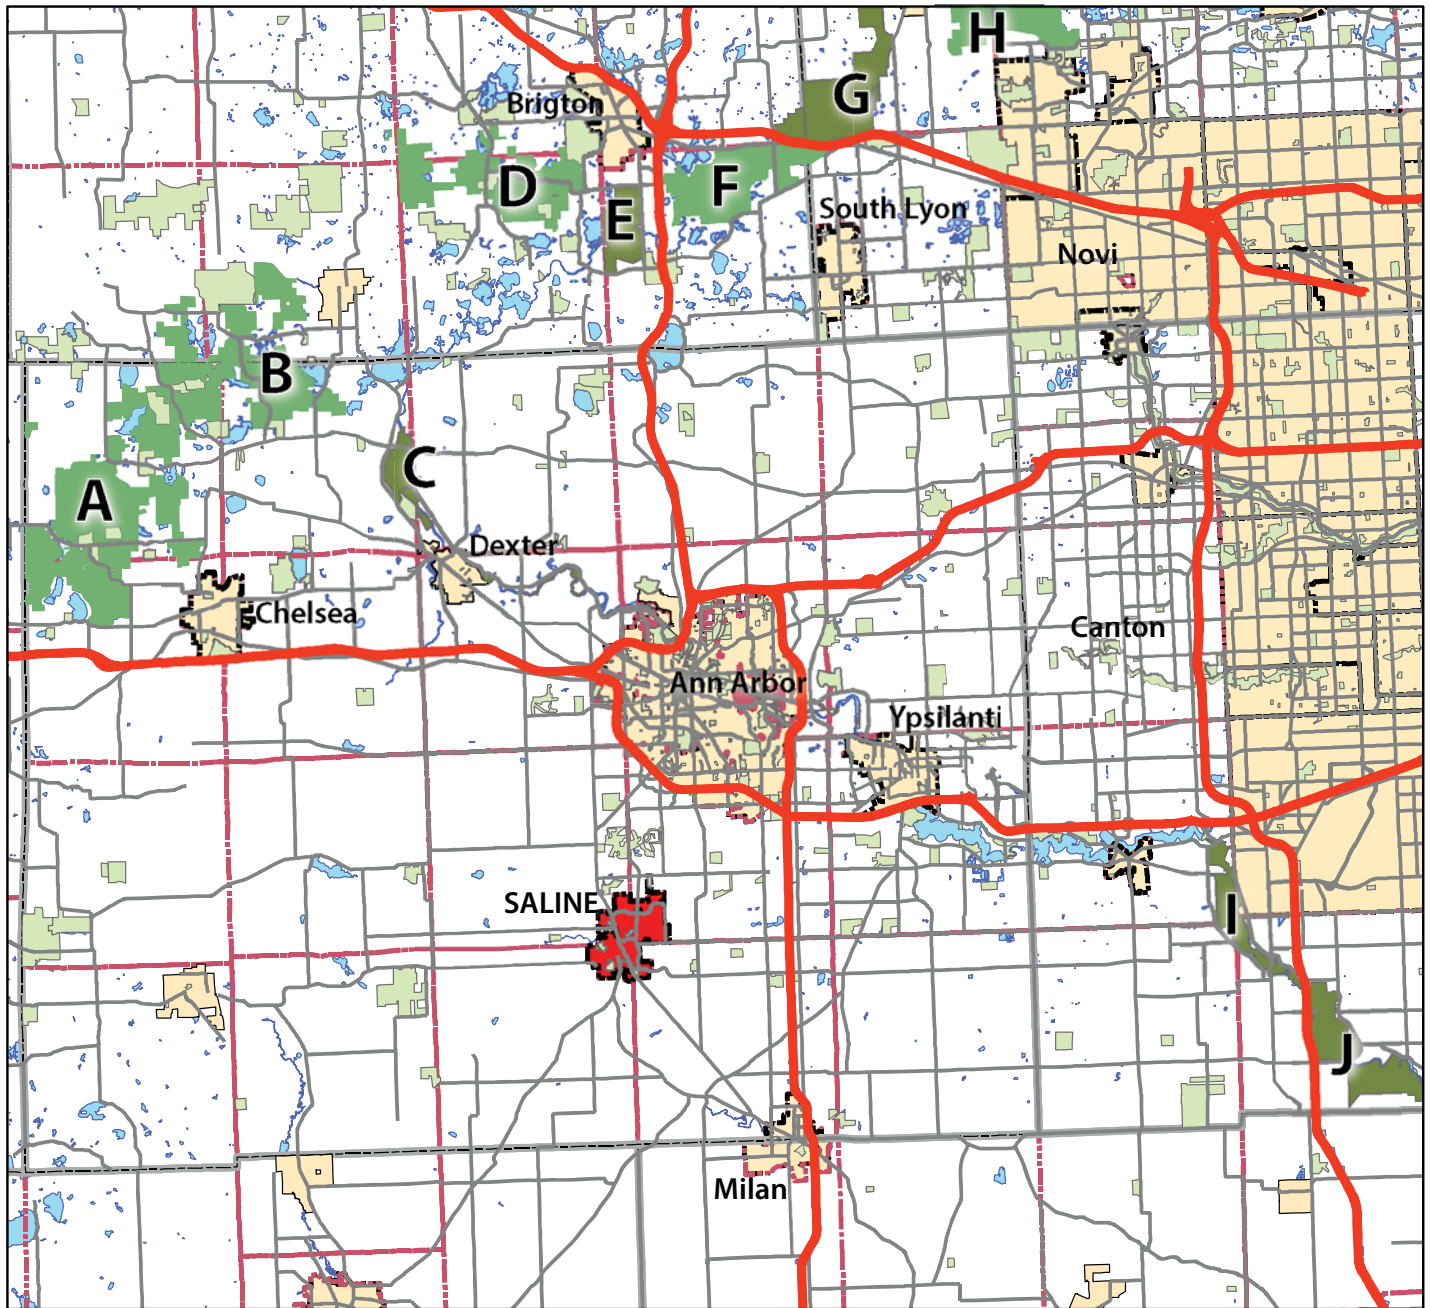 H
G
Brigton
D
F
E
South Lyon
Novi
B
C
A
Dexter
Chelsea
Canton
Ann Arbor
Ypsilanti
SALINE
I
J
Milan